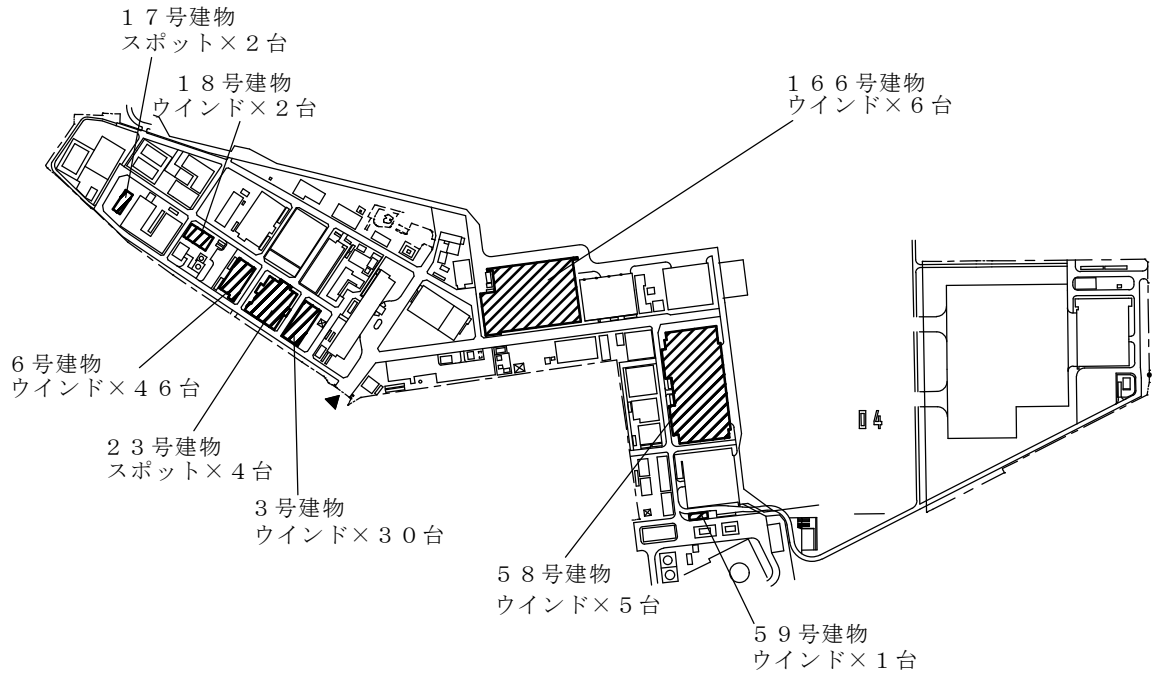 １７号建物
スポット×２台
１８号建物
ウインド×２台
１６６号建物
ウインド×６台
６号建物
ウインド×４６台
２３号建物
スポット×４台
３号建物
ウインド×３０台
５８号建物
ウインド×５台
５９号建物
ウインド×１台
4